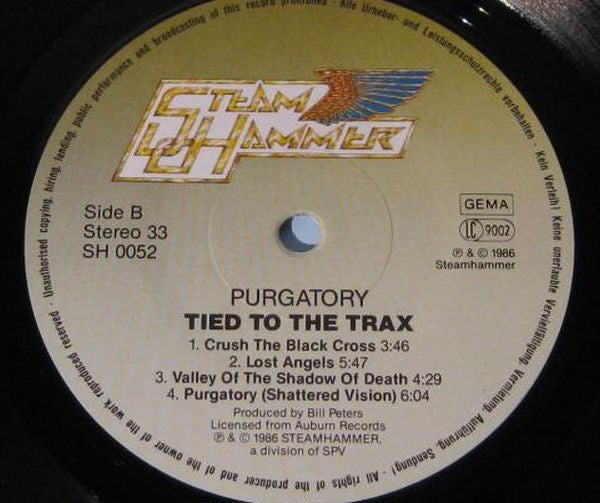 Unauthorised copying, hiring, lending, public performance and broadcasting of this record prohibited - Alle Urheber- und Leistungsschutzrechte vorbehalten - Kein Verleih! Keine unerlaubte Vervielfältigung, Vermietung, Aufführung, Sendung! - All rights of the producer and of the owner of the work reproduced reserved -
STEAM
HAMMER
Side B
Stereo 33
SH 0052
GEMA
LC 9002
℗ & © 1986
Steamhammer
PURGATORY
TIED TO THE TRAX
1. Crush The Black Cross 3:46
2. Lost Angels 5:47
3. Valley Of The Shadow Of Death 4:29
4. Purgatory (Shattered Vision) 6:04
Produced by Bill Peters
Licensed from Auburn Records
℗ & © 1986 STEAMHAMMER,
a division of SPV